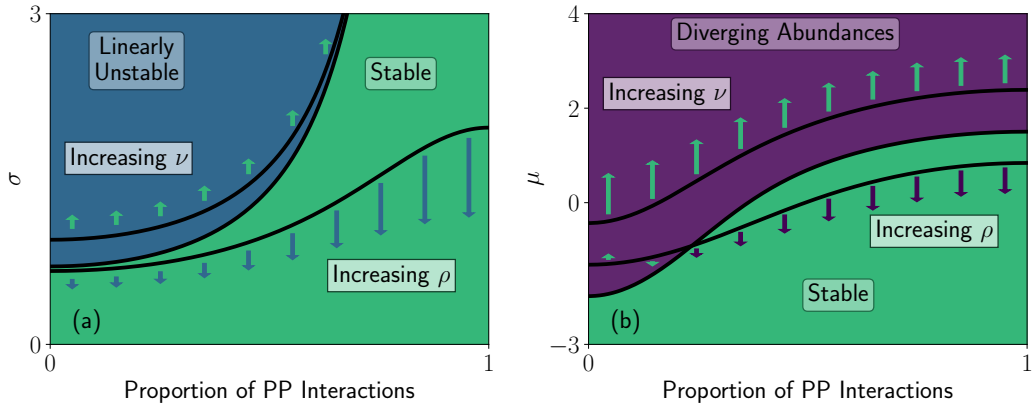 3
Linearly
Unstable
Stable
Increasing ν
σ
Increasing ρ
(a)
0
0
1
Proportion of PP Interactions
4
Diverging Abundances
2
Increasing ν
μ
0
Increasing ρ
Stable
(b)
−3
0
1
Proportion of PP Interactions